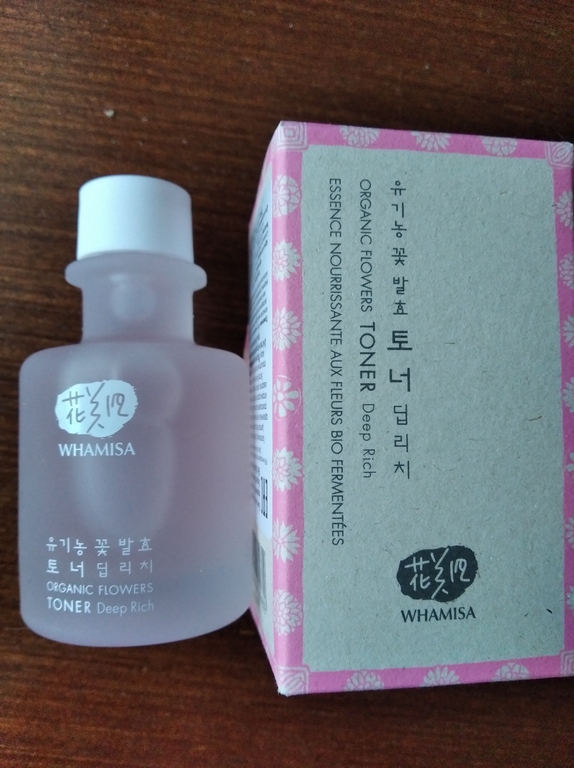 花美四
WHAMISA
유기농 꽃 발효
토너 딥리치
ORGANIC FLOWERS
TONER Deep Rich
유기농 꽃 발효 토너 딥리치
ORGANIC FLOWERS TONER Deep Rich
ESSENCE NOURRISSANTE AUX FLEURS BIO FERMENTÉES
花美四
WHAMISA